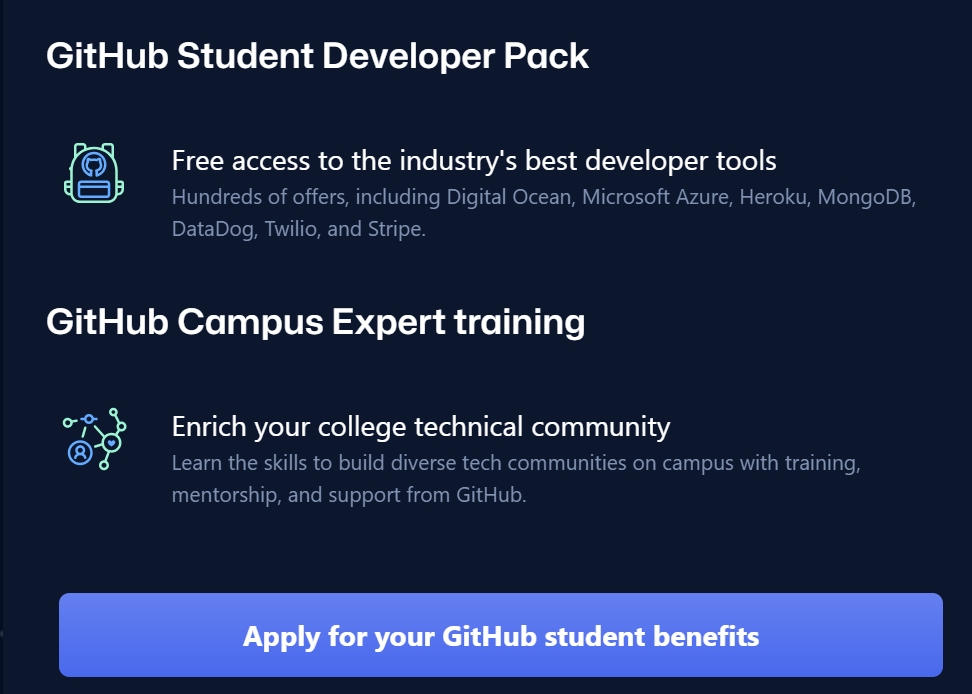 GitHub Student Developer Pack
Free access to the industry's best developer tools
Hundreds of offers, including Digital Ocean, Microsoft Azure, Heroku, MongoDB,
DataDog, Twilio, and Stripe.
GitHub Campus Expert training
Enrich your college technical community
Learn the skills to build diverse tech communities on campus with training,
mentorship, and support from GitHub.
Apply for your GitHub student benefits